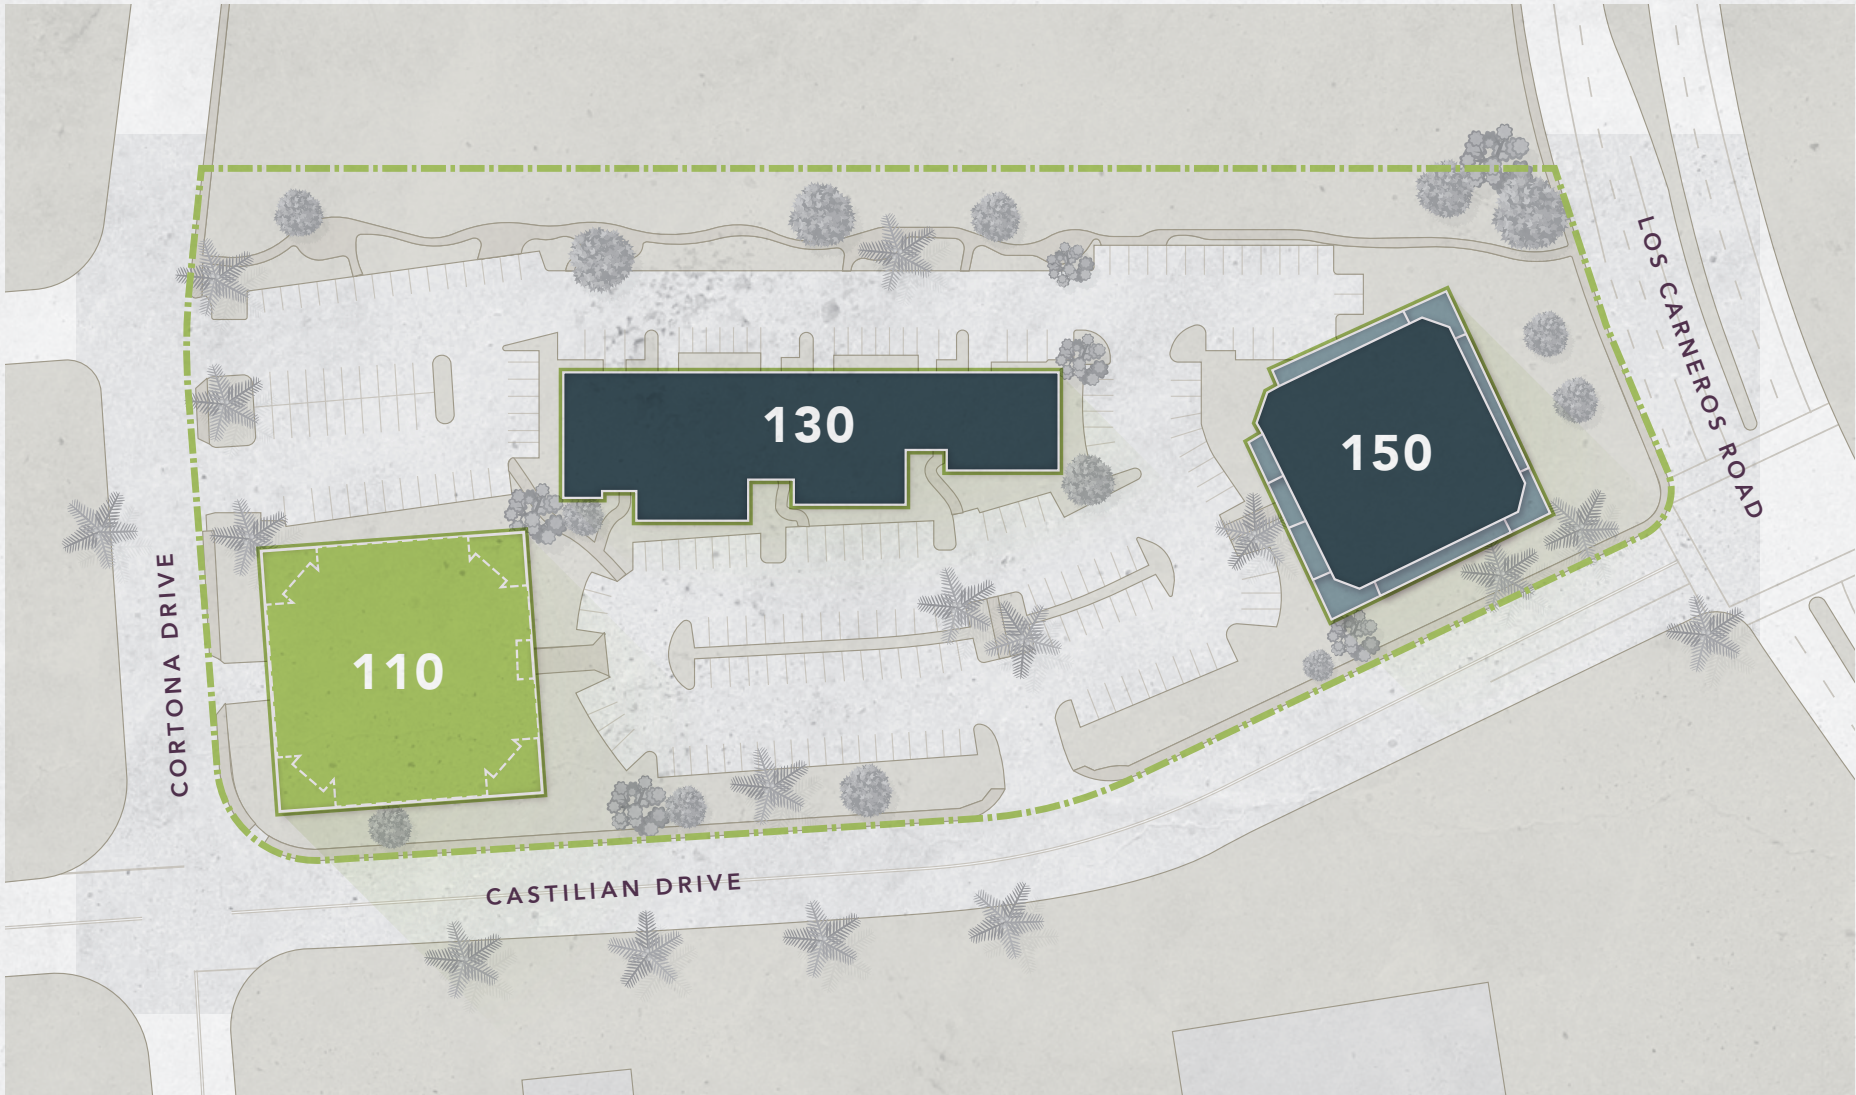 130
150
110
LOS CARNEROS ROAD
CORTONA DRIVE
CASTILIAN DRIVE